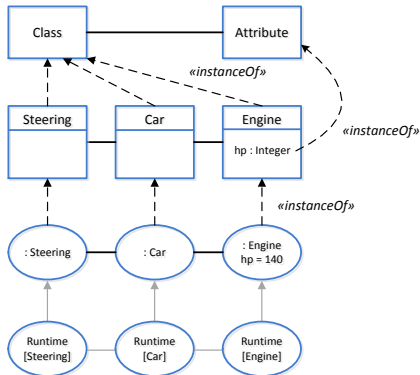 Class
Attribute
«instanceOf»
Steering
Car
Engine
«instanceOf»
hp : Integer
«instanceOf»
: Steering
: Car
: Engine
hp = 140
Runtime
[Steering]
Runtime
[Car]
Runtime
[Engine]